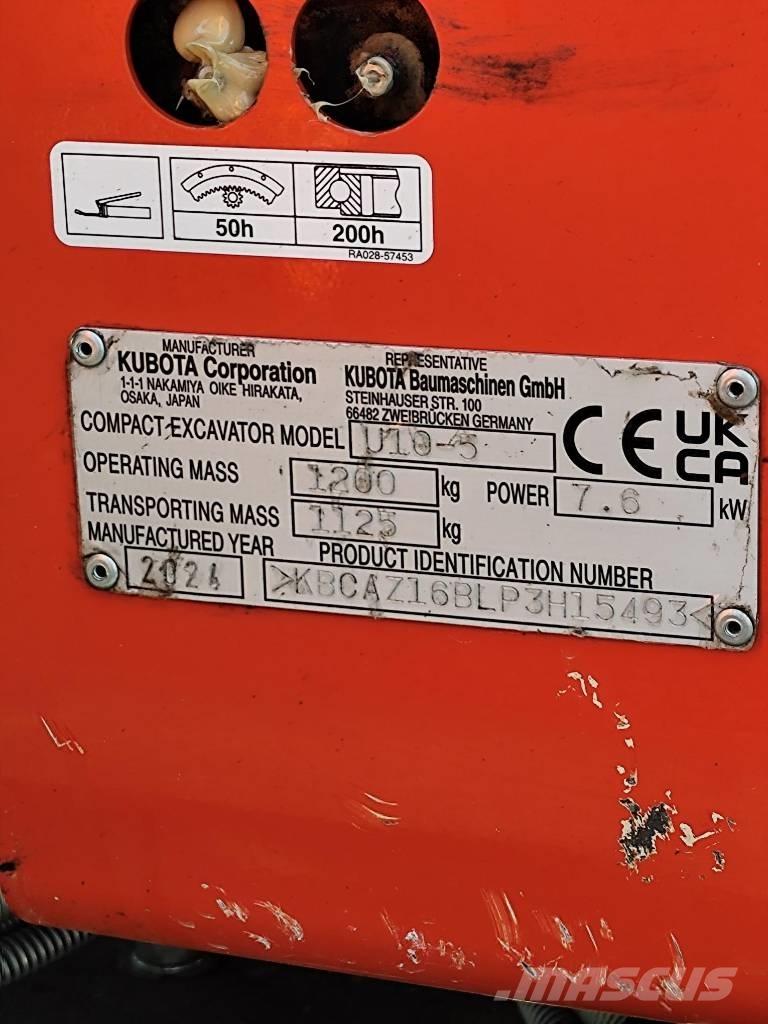 50h 200h
RA028-57453
MANUFACTURER
KUBOTA Corporation
1-1-1 NAKAMIYA OIKE HIRAKATA,
OSAKA, JAPAN
REPRESENTATIVE
KUBOTA Baumaschinen GmbH
STEINHAUSER STR. 100
66482 ZWEIBRÜCKEN GERMANY
COMPACT EXCAVATOR MODEL U10-5
CE UK
CA
OPERATING MASS 1200 kg POWER 7.6 kW
TRANSPORTING MASS 1125 kg
MANUFACTURED YEAR 2024
PRODUCT IDENTIFICATION NUMBER
>KBCAZ16BLP3H15493<
MASCUS